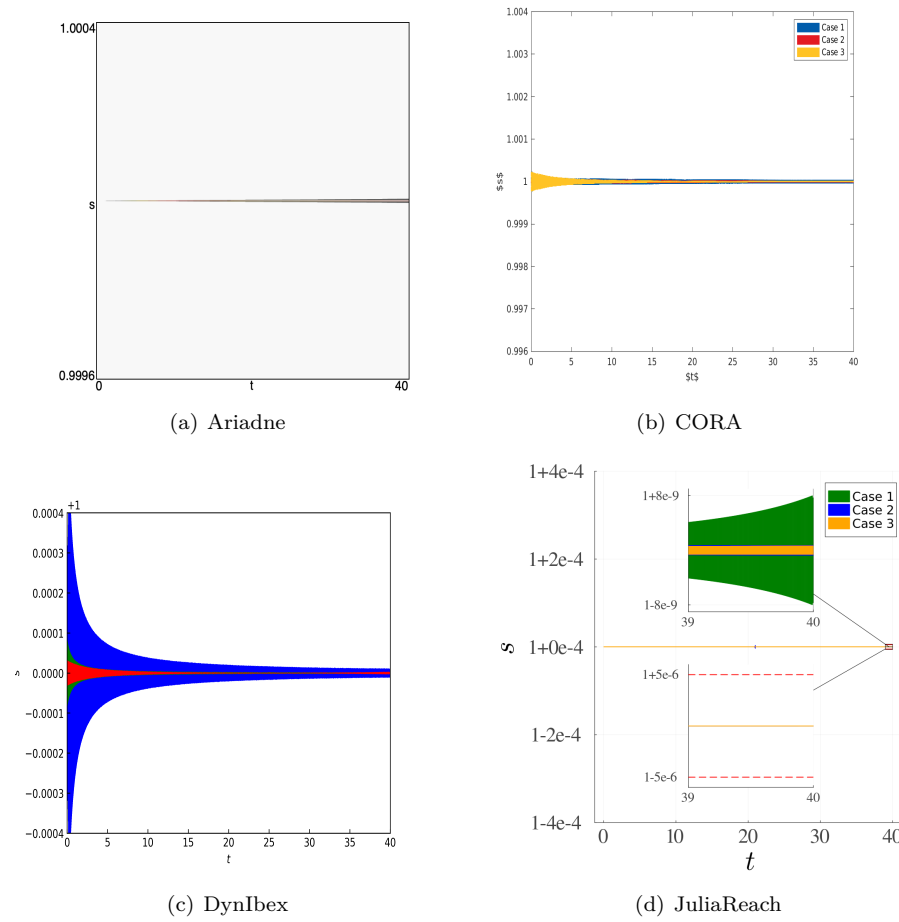 1.0004
s
0.9996
0
t
40
(a) Ariadne
1.004
1.003
1.002
1.001
1
0.999
0.998
0.997
0.996
$s$
0 5 10 15 20 25 30 35 40
$t$
Case 1
Case 2
Case 3
(b) CORA
+1
0.0004
0.0003
0.0002
0.0001
0.0000
−0.0001
−0.0002
−0.0003
−0.0004
s
0 5 10 15 20 25 30 35 40
t
(c) DynIbex
1+4e-4
1+2e-4
1+0e-4
1-2e-4
1-4e-4
s
0 10 20 30 40
t
Case 1
Case 2
Case 3
1+8e-9
1-8e-9
39 40
1+5e-6
1-5e-6
39 40
(d) JuliaReach